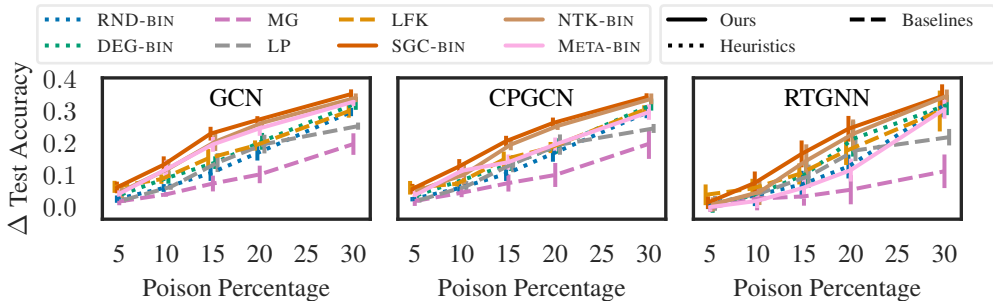 RND-BIN MG LFK NTK-BIN Ours Baselines
DEG-BIN LP SGC-BIN META-BIN Heuristics
GCN CPGCN RTGNN
Δ Test Accuracy
0.4
0.3
0.2
0.1
0.0
5 10 15 20 25 30 5 10 15 20 25 30 5 10 15 20 25 30
Poison Percentage Poison Percentage Poison Percentage